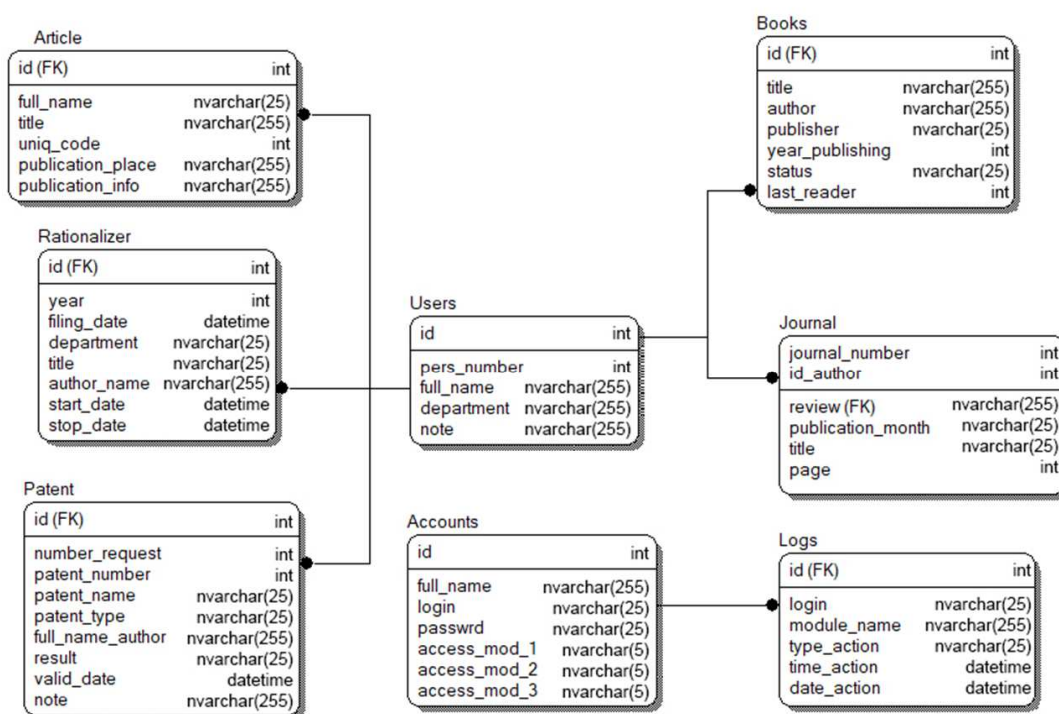 Article
id (FK) int
full_name nvarchar(25)
title nvarchar(255)
uniq_code int
publication_place nvarchar(255)
publication_info nvarchar(255)
Rationalizer
id (FK) int
year int
filing_date datetime
department nvarchar(25)
title nvarchar(25)
author_name nvarchar(255)
start_date datetime
stop_date datetime
Patent
id (FK) int
number_request int
patent_number int
patent_name nvarchar(25)
patent_type nvarchar(25)
full_name_author nvarchar(255)
result nvarchar(25)
valid_date datetime
note nvarchar(255)
Users
id int
pers_number int
full_name nvarchar(255)
department nvarchar(255)
note nvarchar(255)
Accounts
id int
full_name nvarchar(255)
login nvarchar(25)
passwrd nvarchar(25)
access_mod_1 nvarchar(5)
access_mod_2 nvarchar(5)
access_mod_3 nvarchar(5)
Books
id (FK) int
title nvarchar(255)
author nvarchar(255)
publisher nvarchar(25)
year_publishing int
status nvarchar(25)
last_reader int
Journal
journal_number int
id_author int
review (FK) nvarchar(255)
publication_month nvarchar(25)
title nvarchar(25)
page int
Logs
id (FK) int
login nvarchar(25)
module_name nvarchar(255)
type_action nvarchar(25)
time_action datetime
date_action datetime